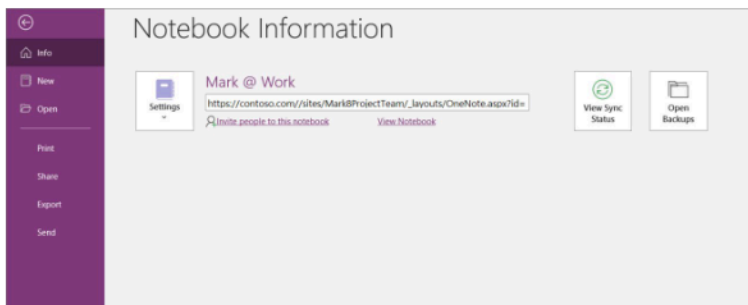 Notebook Information
Info
New
Open
Print
Share
Export
Send
Settings
Mark @ Work
https://contoso.com//sites/Mark8ProjectTeam/_layouts/OneNote.aspx?id=
Invite people to this notebook View Notebook
View Sync
Status
Open
Backups